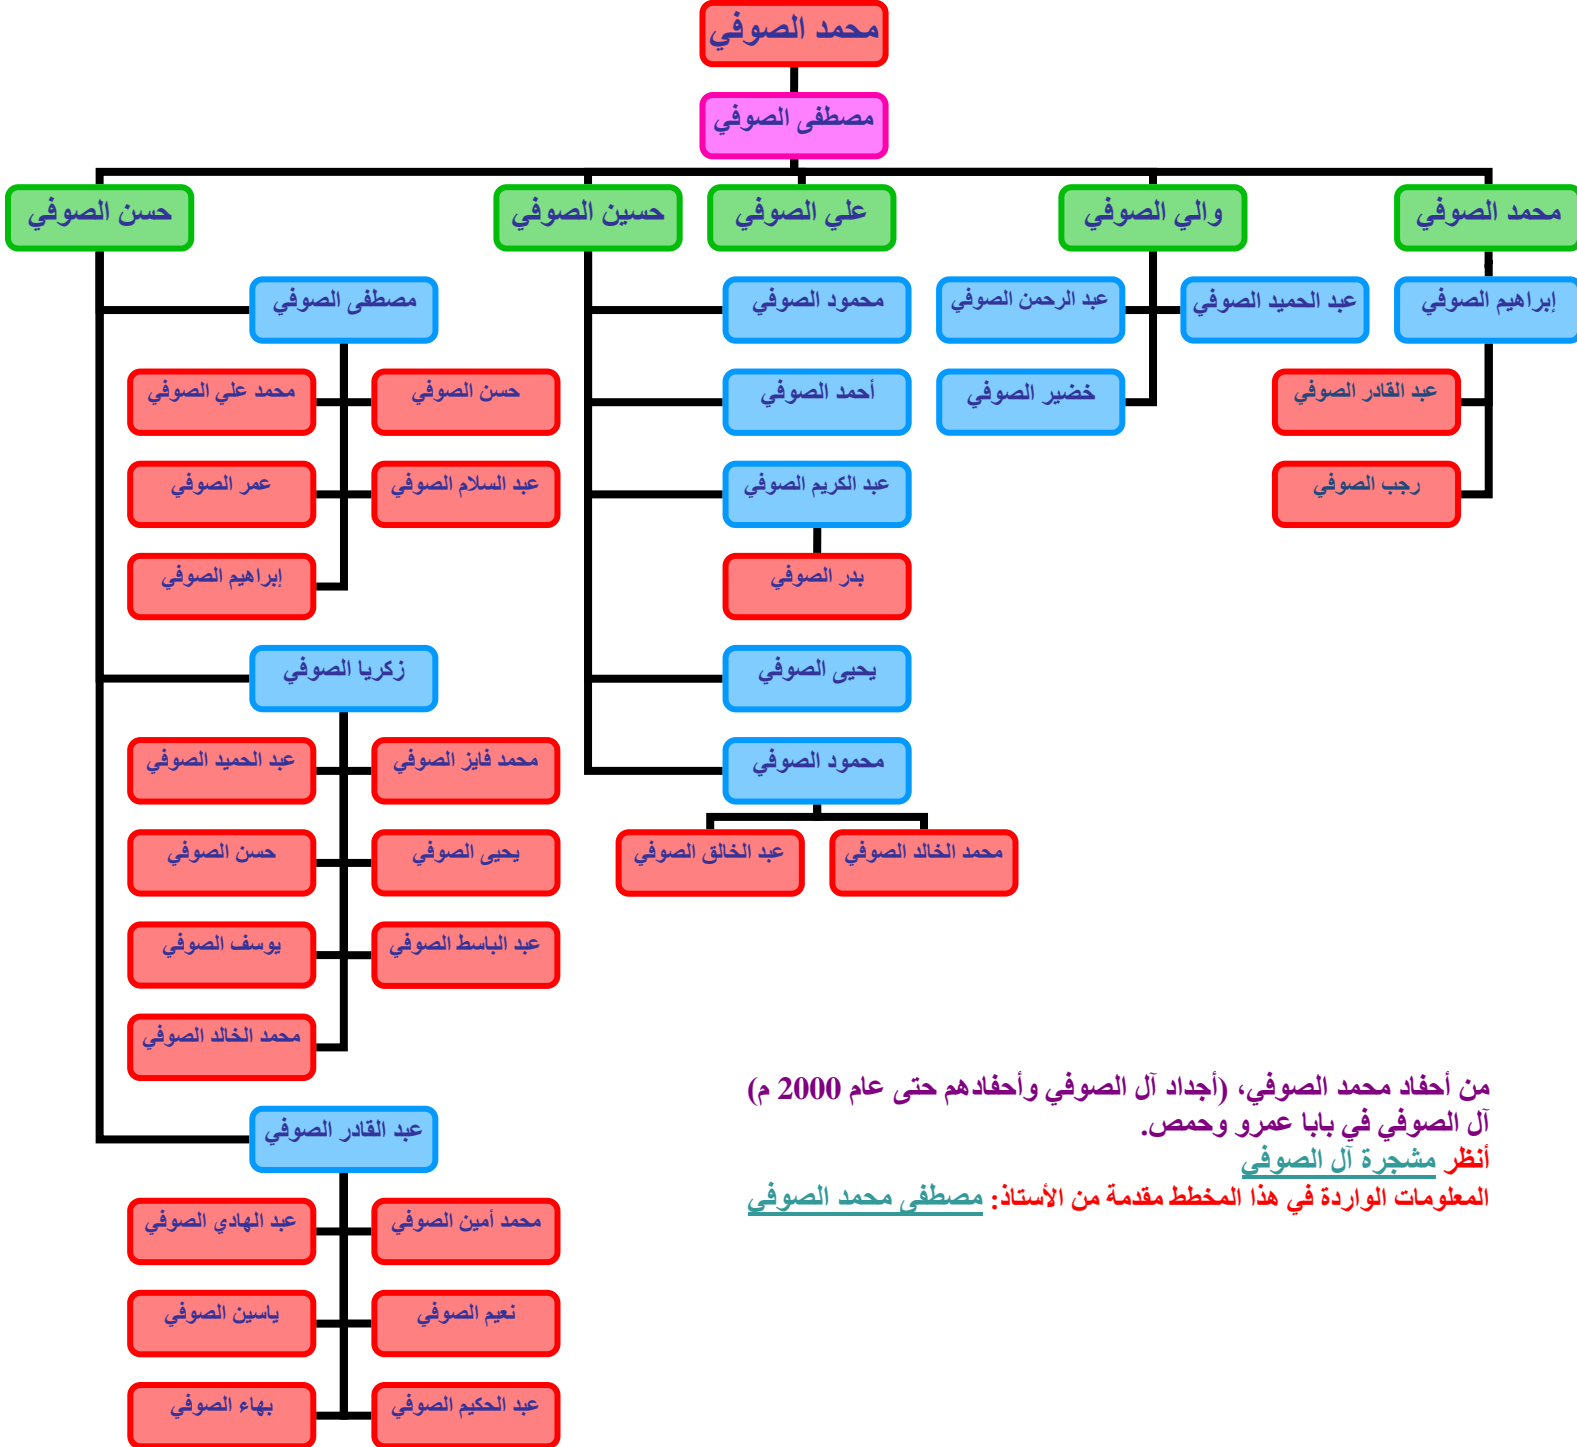 محمد الصوفي
مصطفى الصوفي
محمد الصوفي
والي الصوفي
علي الصوفي
حسين الصوفي
حسن الصوفي
إبراهيم الصوفي
عبد الحميد الصوفي
عبد الرحمن الصوفي
محمود الصوفي
مصطفى الصوفي
عبد القادر الصوفي
خضير الصوفي
أحمد الصوفي
حسن الصوفي
محمد علي الصوفي
رجب الصوفي
عبد الكريم الصوفي
عبد السلام الصوفي
عمر الصوفي
بدر الصوفي
إبراهيم الصوفي
يحيى الصوفي
زكريا الصوفي
محمود الصوفي
محمد فايز الصوفي
عبد الحميد الصوفي
محمد الخالد الصوفي
عبد الخالق الصوفي
يحيى الصوفي
حسن الصوفي
عبد الباسط الصوفي
يوسف الصوفي
محمد الخالد الصوفي
من أحفاد محمد الصوفي، (أجداد آل الصوفي وأحفادهم حتى عام 2000 م)
آل الصوفي في بابا عمرو وحمص.
أنظر مشجرة آل الصوفي
المعلومات الواردة في هذا المخطط مقدمة من الأستاذ: مصطفى محمد الصوفي
عبد القادر الصوفي
محمد أمين الصوفي
عبد الهادي الصوفي
نعيم الصوفي
ياسين الصوفي
عبد الحكيم الصوفي
بهاء الصوفي